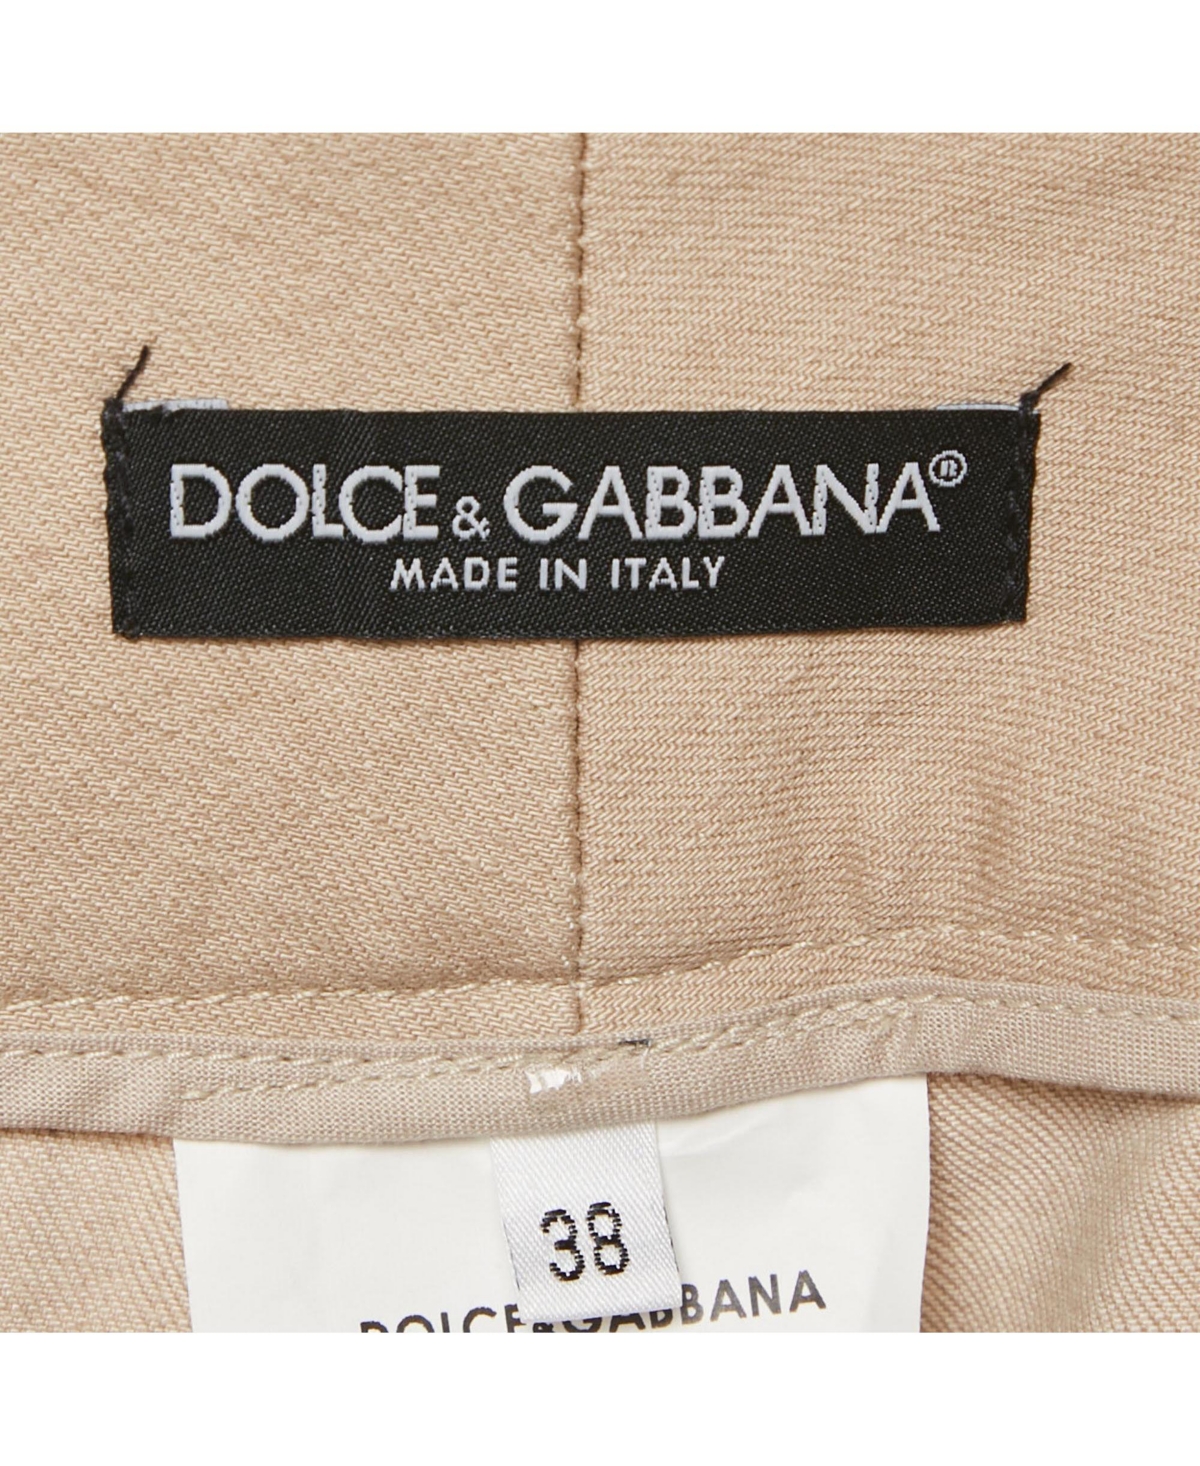 DOLCE & GABBANA®
MADE IN ITALY
38
DOLCE&GABBANA